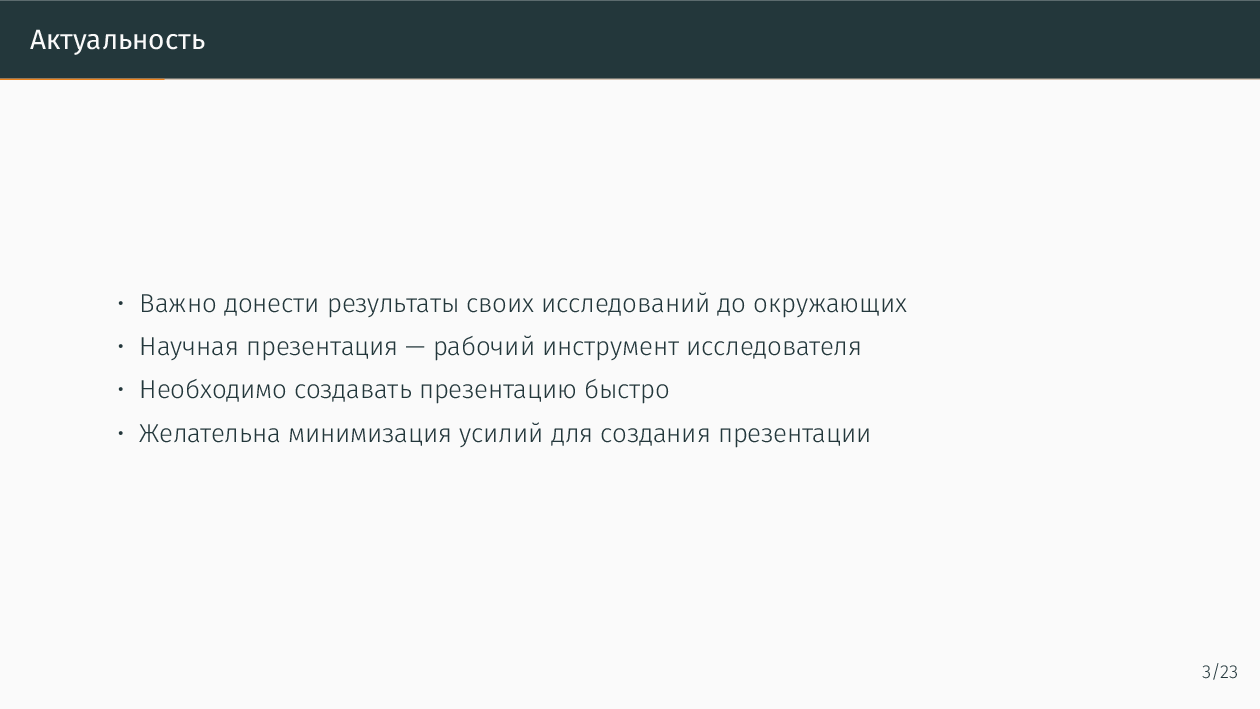 Актуальность
• Важно донести результаты своих исследований до окружающих
• Научная презентация — рабочий инструмент исследователя
• Необходимо создавать презентацию быстро
• Желательна минимизация усилий для создания презентации
3/23